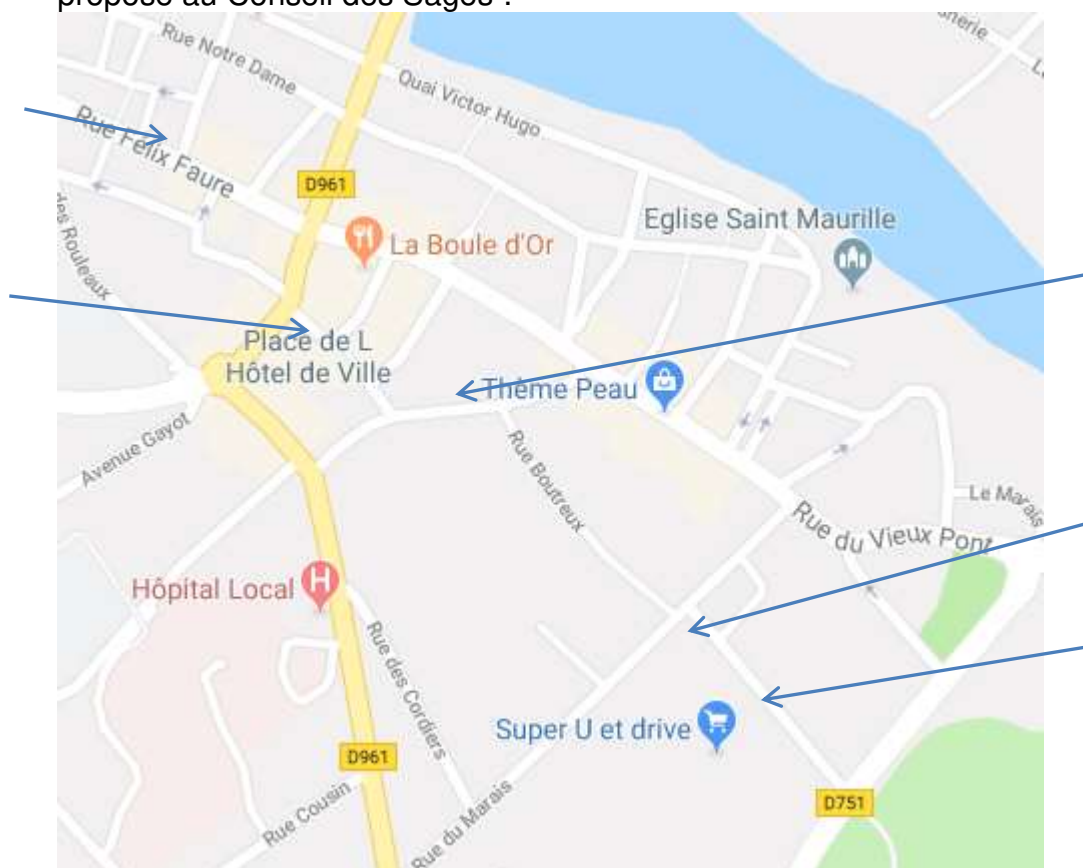 proposé au Conseil des Sages :
Rue Notre Dame
Quai Victor Hugo
Rue Félix Faure
D961
La Boule d'Or
Eglise Saint Maurille
des Rouleaux
Place de L
Hôtel de Ville
Thème Peau
Avenue Gayot
Rue Boutreux
Le Marais
Rue du Vieux Pont
Hôpital Local
Rue des Cordiers
Super U et drive
D961
D751
Rue Cousin
Rue du Marais